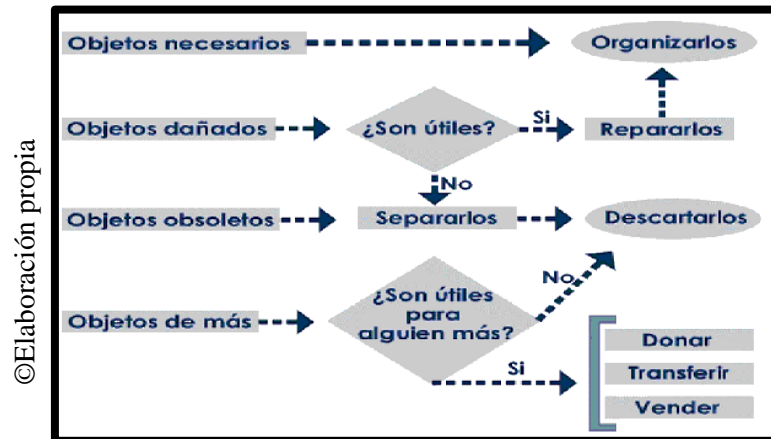 ©Elaboración propia
Objetos necesarios
Organizarlos
Objetos dañados
¿Son útiles?
Si
Repararlos
No
Objetos obsoletos
Separarlos
Descartarlos
Objetos de más
¿Son útiles
para
alguien más?
No
Si
Donar
Transferir
Vender